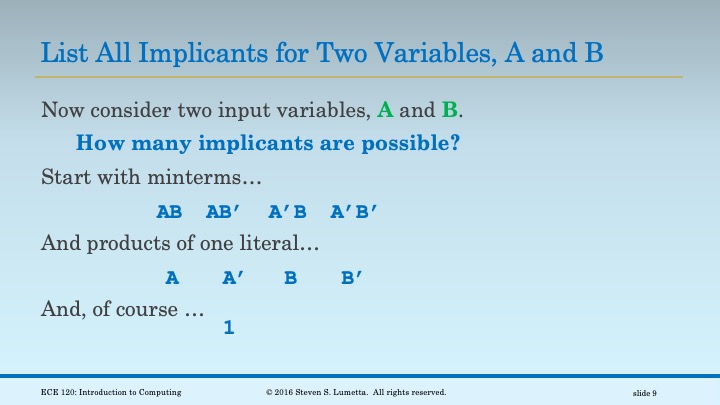 List All Implicants for Two Variables, A and B
Now consider two input variables, A and B.
How many implicants are possible?
Start with minterms…
AB AB′ A′B A′B′
And products of one literal…
A A′ B B′
And, of course …
1
ECE 120: Introduction to Computing © 2016 Steven S. Lumetta. All rights reserved. slide 9